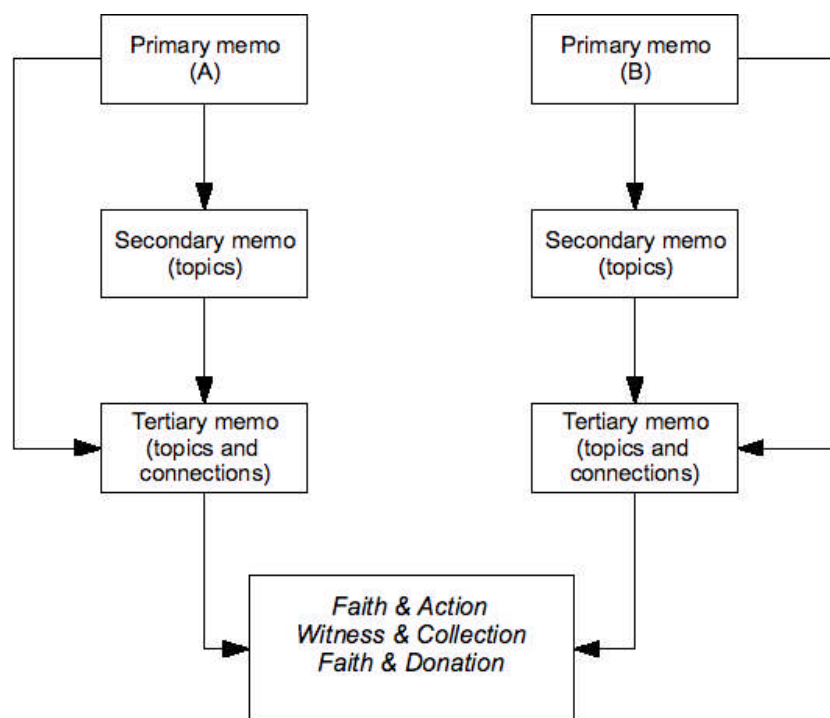 Primary memo
(A)
Primary memo
(B)
Secondary memo
(topics)
Secondary memo
(topics)
Tertiary memo
(topics and
connections)
Tertiary memo
(topics and
connections)
Faith & Action
Witness & Collection
Faith & Donation